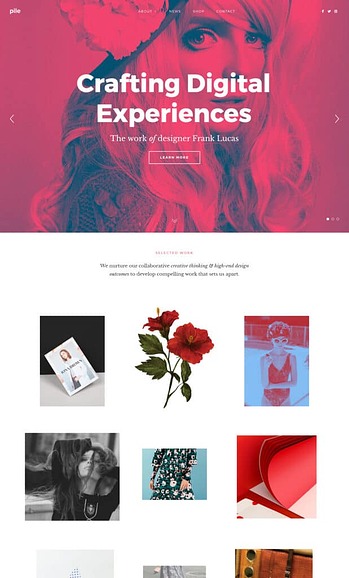 pile
ABOUT
NEWS
SHOP
CONTACT
Crafting Digital
Experiences
The work of designer Frank Lucas
LEARN MORE
SELECTED WORK
We nurture our collaborative creative thinking & high-end design
outcomes to develop compelling work that sets us apart.